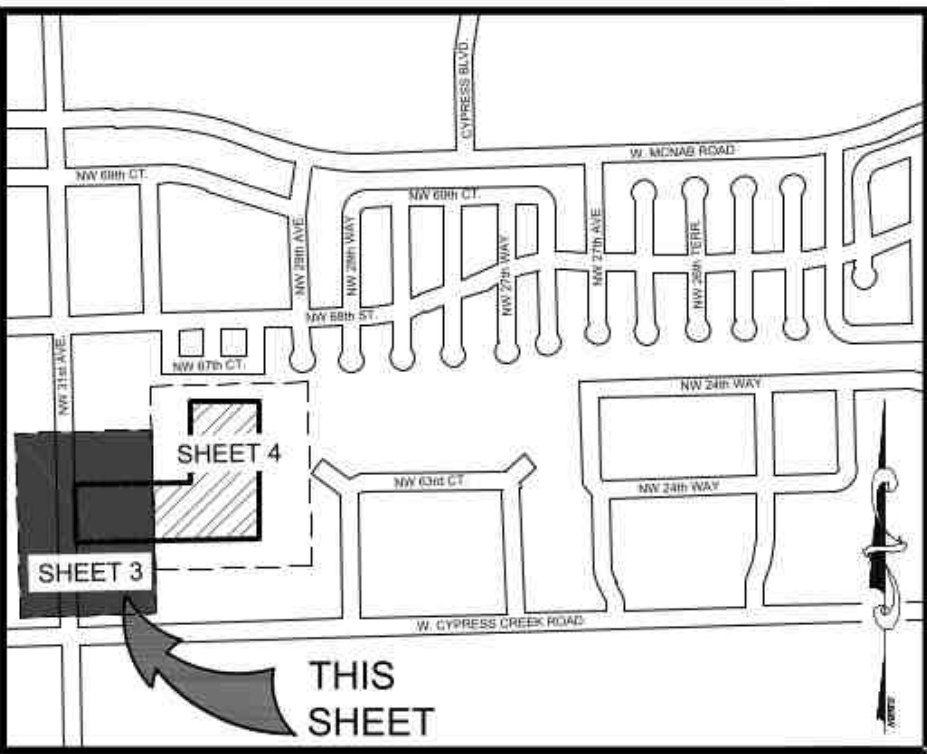 CYPRESS BLVD.
W. MCNAB ROAD
NW 69th CT.
NW 69th CT.
NW 29th AVE.
NW 28th WAY
NW 27th WAY
NW 27th AVE
NW 26th TERR.
NW 68th ST.
NW 31st AVE.
NW 67th CT.
NW 24th WAY
SHEET 4
NW 63rd CT
NW 24th WAY
SHEET 3
W. CYPRESS CREEK ROAD
THIS
SHEET